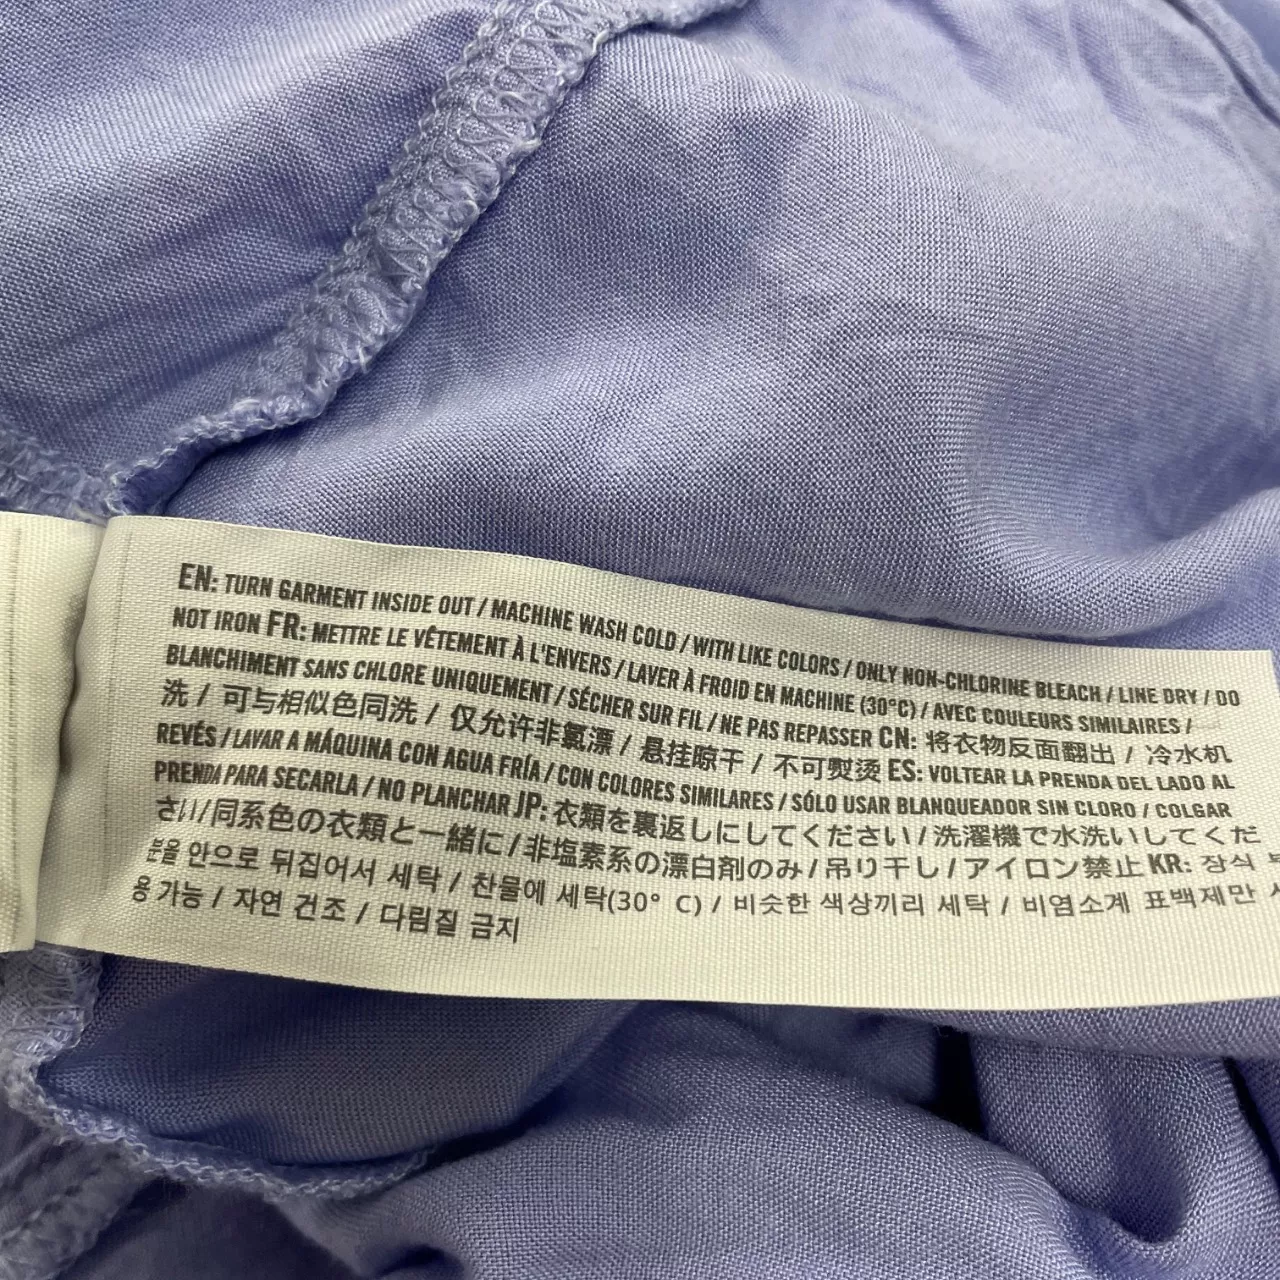 EN: TURN GARMENT INSIDE OUT / MACHINE WASH COLD / WITH LIKE COLORS / ONLY NON-CHLORINE BLEACH / LINE DRY / DO
NOT IRON FR: METTRE LE VÊTEMENT À L'ENVERS / LAVER À FROID EN MACHINE (30°C) / AVEC COULEURS SIMILAIRES /
BLANCHIMENT SANS CHLORE UNIQUEMENT / SÉCHER SUR FIL / NE PAS REPASSER CN: 将衣物反面翻出 / 冷水机
洗 / 可与相似色同洗 / 仅允许非氯漂 / 悬挂晾干 / 不可熨烫 ES: VOLTEAR LA PRENDA DEL LADO AL
REVÉS / LAVAR A MÁQUINA CON AGUA FRÍA / CON COLORES SIMILARES / SÓLO USAR BLANQUEADOR SIN CLORO / COLGAR
PRENDA PARA SECARLA / NO PLANCHAR JP: 衣類を裏返しにしてください/洗濯機で水洗いしてくだ
さい/同系色の衣類と一緒に/非塩素系の漂白剤のみ/吊り干し/アイロン禁止 KR: 장식
분을 안으로 뒤집어서 세탁 / 찬물에 세탁(30° C) / 비슷한 색상끼리 세탁 / 비염소계 표백제만
용 가능 / 자연 건조 / 다림질 금지